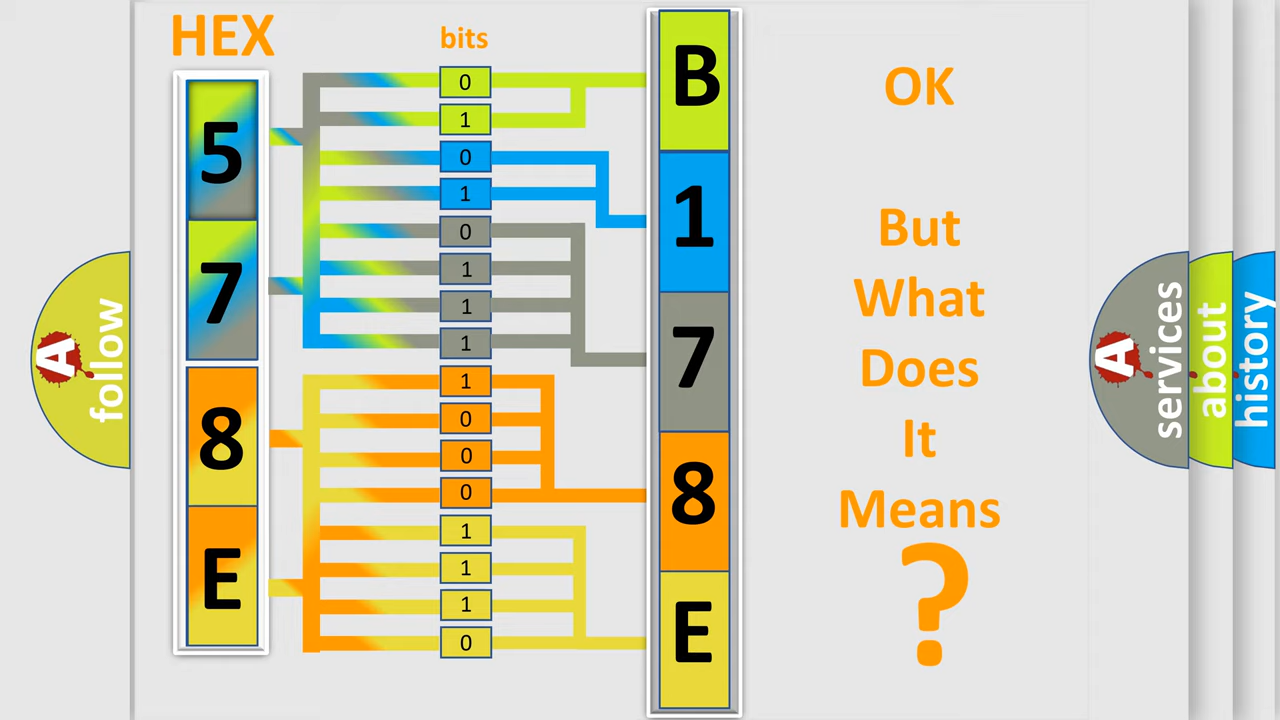 HEX
bits
5
7
8
E
0
1
0
1
0
1
1
1
1
0
0
0
1
1
1
0
B
1
7
8
E
OK
But
What
Does
It
Means
?
A
follow
A
services
about
history